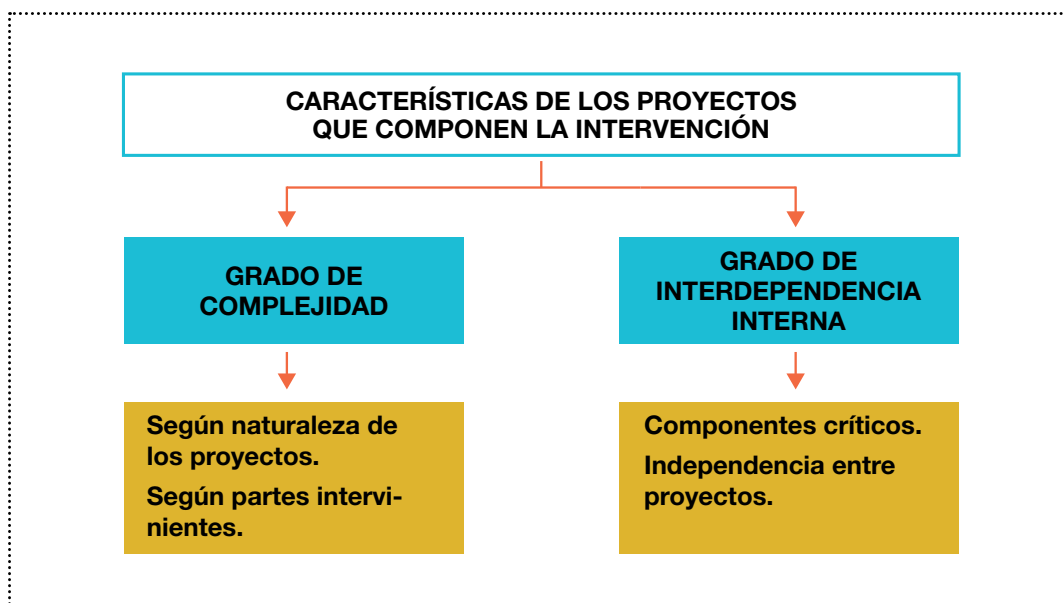 CARACTERÍSTICAS DE LOS PROYECTOS
QUE COMPONEN LA INTERVENCIÓN
GRADO DE
COMPLEJIDAD
GRADO DE
INTERDEPENDENCIA
INTERNA
Según naturaleza de
los proyectos.
Según partes intervi-
nientes.
Componentes críticos.
Independencia entre
proyectos.